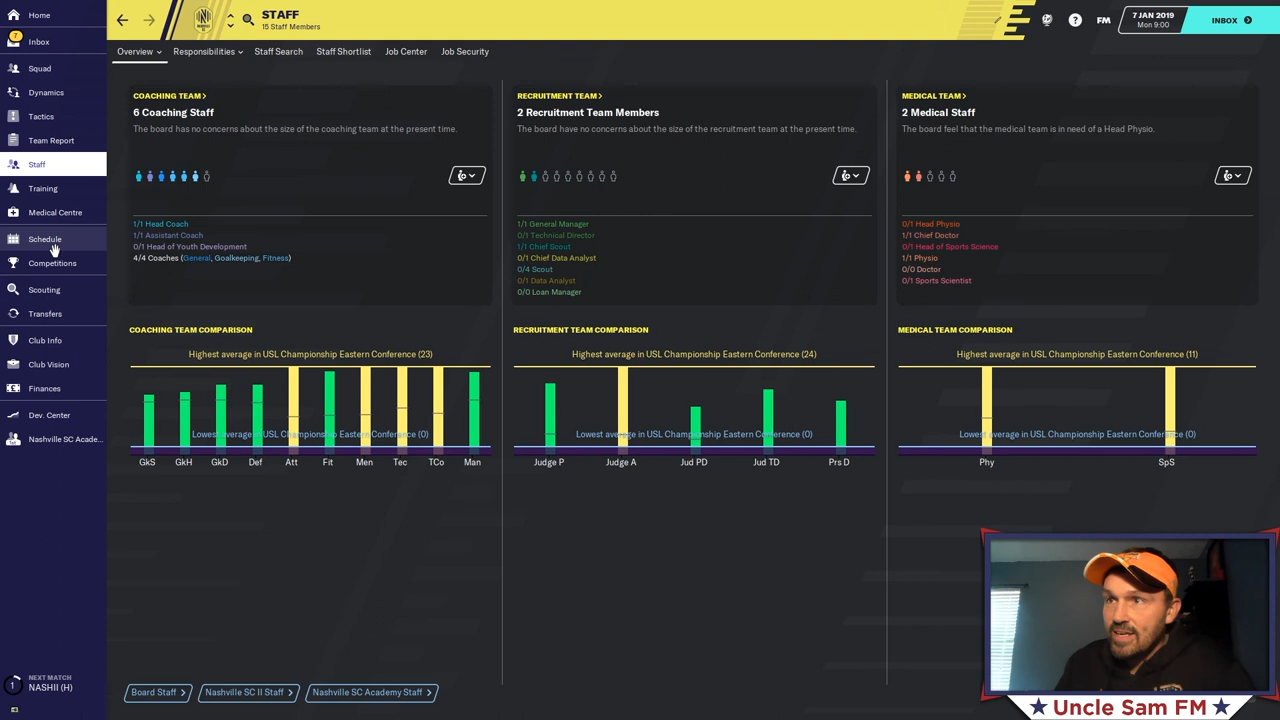 Home
7
Inbox
Squad
Dynamics
Tactics
Team Report
Staff
Training
Medical Centre
Schedule
Competitions
Scouting
Transfers
Club Info
Club Vision
Finances
Dev. Center
Nashville SC Acade...
1
NEXT MATCH
NASHII (H)
N
STAFF
15 Staff Members
?
FM
7 JAN 2019
Mon 9:00
INBOX
Overview
Responsibilities
Staff Search
Staff Shortlist
Job Center
Job Security
COACHING TEAM >
6 Coaching Staff
The board has no concerns about the size of the coaching team at the present time.
1/1 Head Coach
1/1 Assistant Coach
0/1 Head of Youth Development
4/4 Coaches (General, Goalkeeping, Fitness)
RECRUITMENT TEAM >
2 Recruitment Team Members
The board have no concerns about the size of the recruitment team at the present time.
1/1 General Manager
0/1 Technical Director
1/1 Chief Scout
0/1 Chief Data Analyst
0/4 Scout
0/1 Data Analyst
0/0 Loan Manager
MEDICAL TEAM >
2 Medical Staff
The board feel that the medical team is in need of a Head Physio.
0/1 Head Physio
1/1 Chief Doctor
0/1 Head of Sports Science
1/1 Physio
0/0 Doctor
0/1 Sports Scientist
COACHING TEAM COMPARISON
Highest average in USL Championship Eastern Conference (23)
Lowest average in USL Championship Eastern Conference (0)
GkS GkH GkD Def Att Fit Men Tec TCo Man
RECRUITMENT TEAM COMPARISON
Highest average in USL Championship Eastern Conference (24)
Lowest average in USL Championship Eastern Conference (0)
Judge P Judge A Jud PD Jud TD Prs D
MEDICAL TEAM COMPARISON
Highest average in USL Championship Eastern Conference (11)
Lowest average in USL Championship Eastern Conference (0)
Phy SpS
Board Staff >
Nashville SC II Staff >
Nashville SC Academy Staff >
★ Uncle Sam FM ★